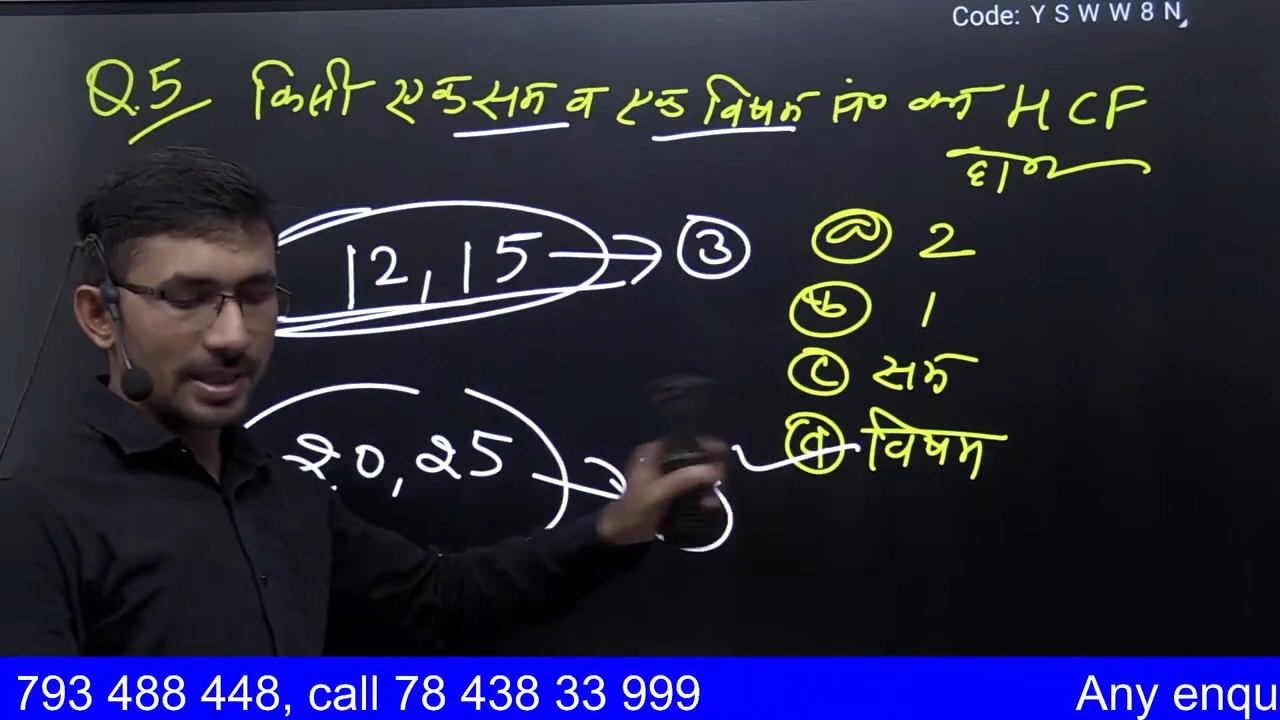 Code: Y S W W 8 N
Q.5 किसी एक सम व एक विषम सं० का HCF
होगा
12, 15 → 3
(a) 2
(b) 1
(c) सम
20, 25 →
(d) विषम
793 488 448, call 78 438 33 999
Any enqu